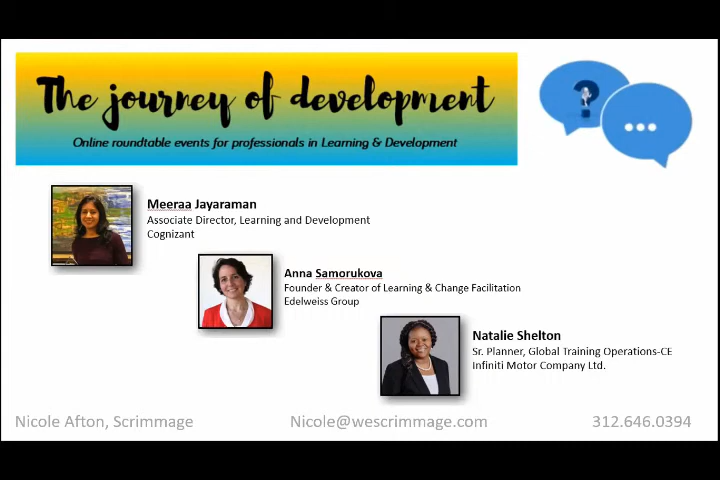 The journey of development
Online roundtable events for professionals in Learning & Development
?
Meeraa Jayaraman
Associate Director, Learning and Development
Cognizant
Anna Samorukova
Founder & Creator of Learning & Change Facilitation
Edelweiss Group
Natalie Shelton
Sr. Planner, Global Training Operations-CE
Infiniti Motor Company Ltd.
Nicole Afton, Scrimmage Nicole@wescrimmage.com 312.646.0394